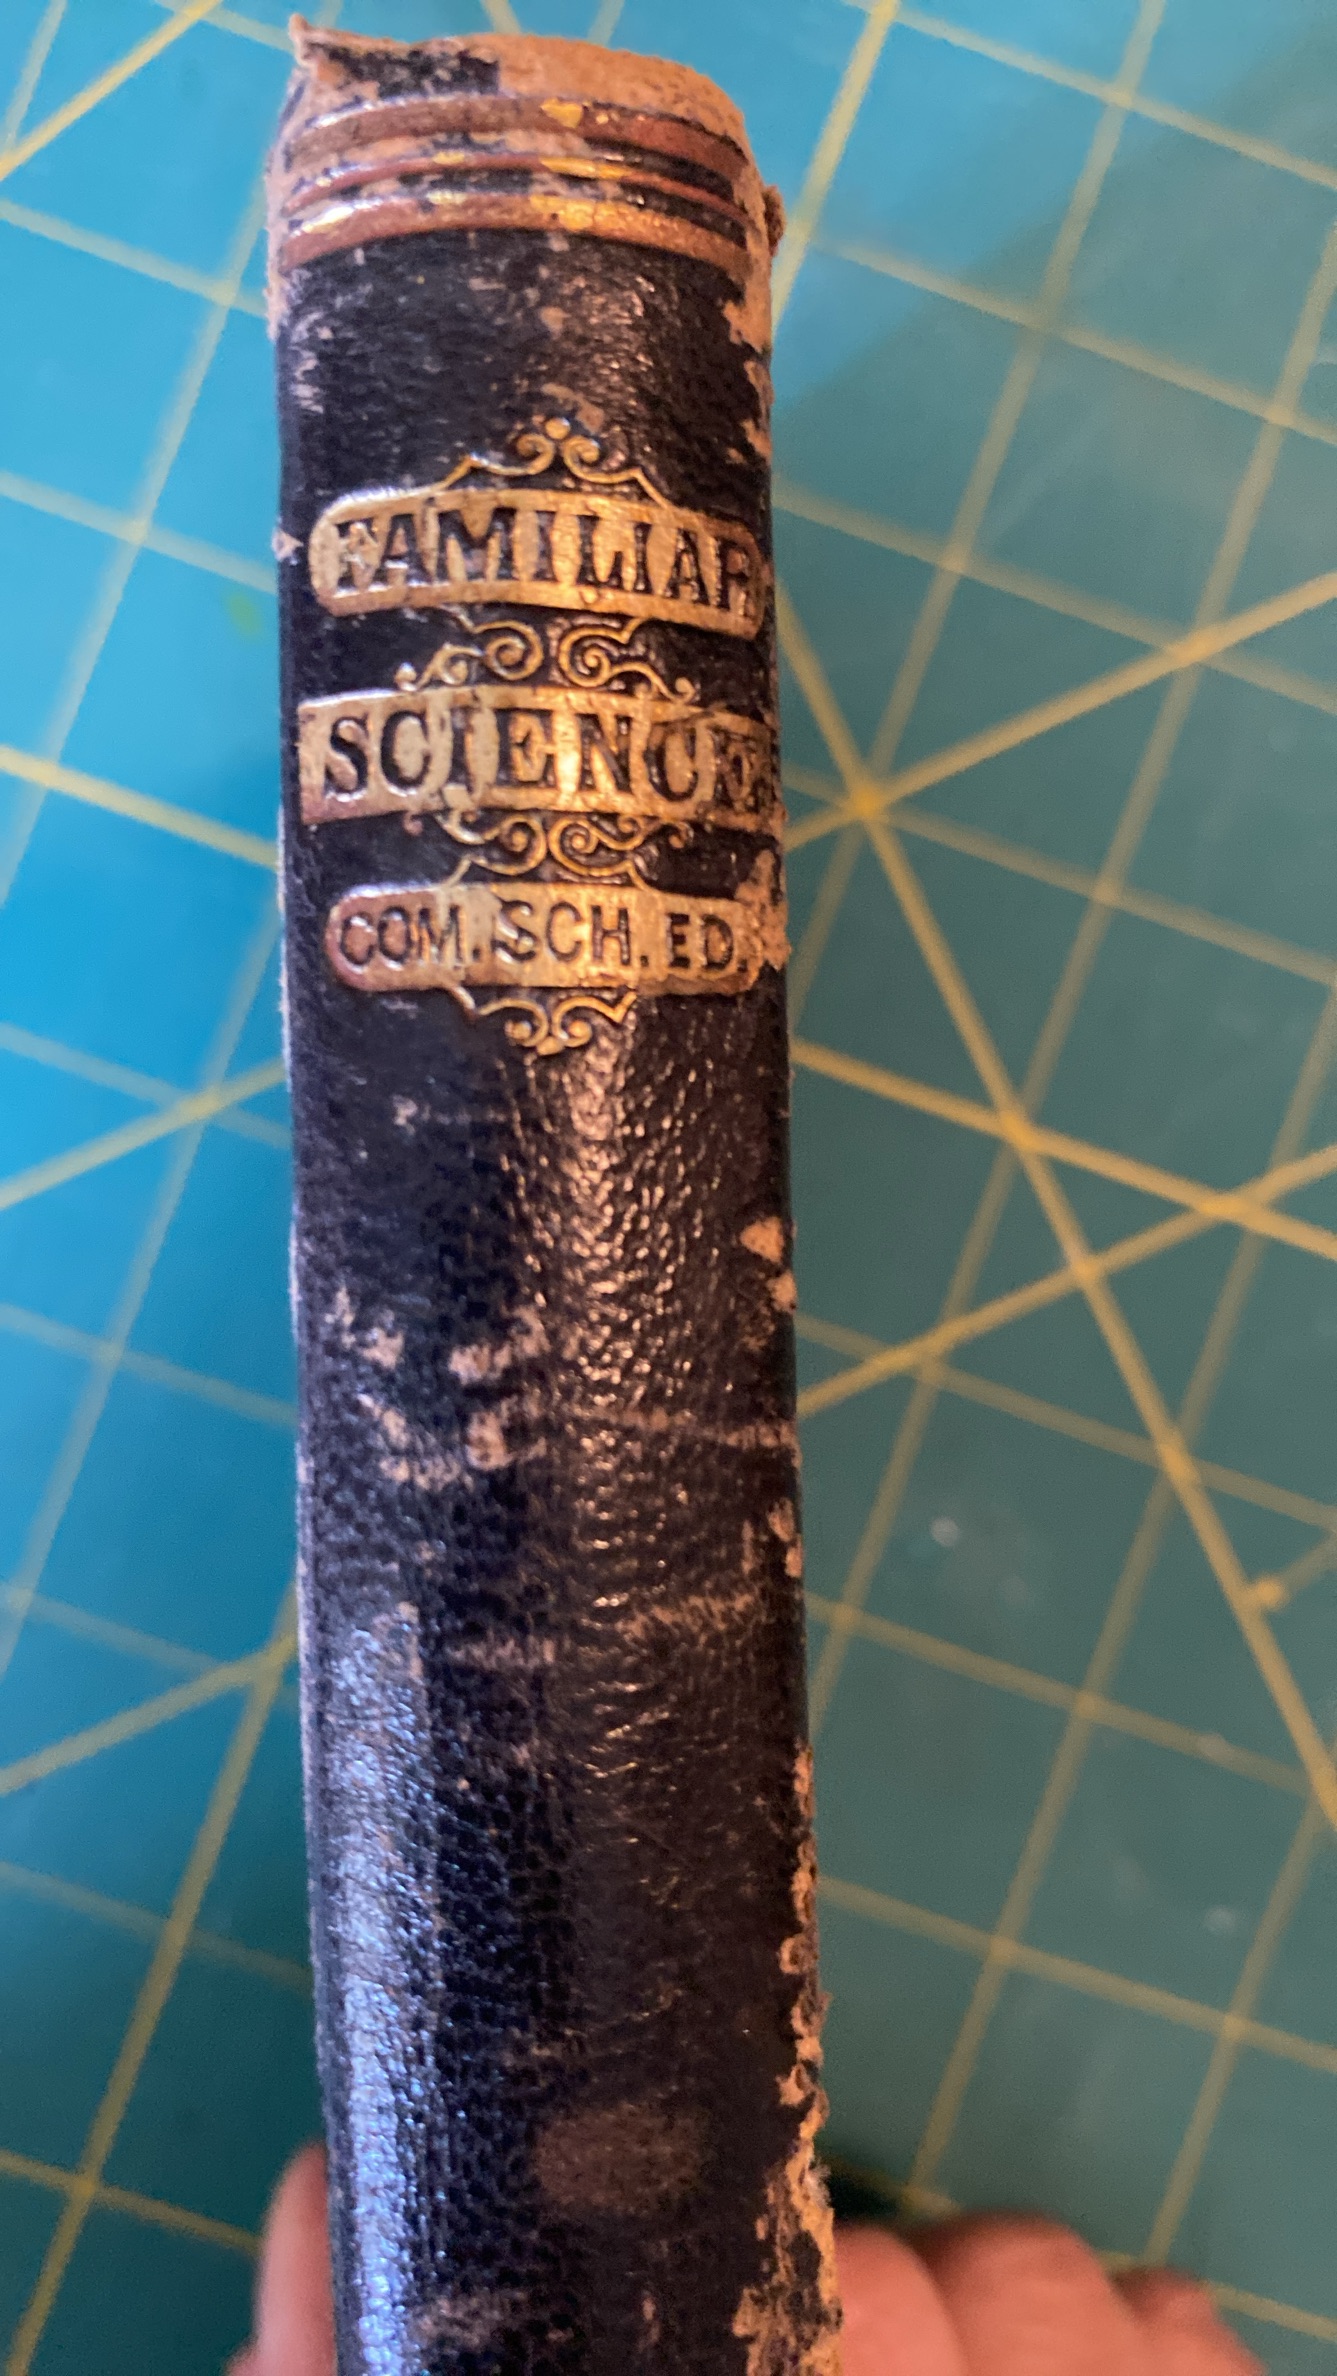 FAMILIAR
SCIENCE
COM. SCH. ED.